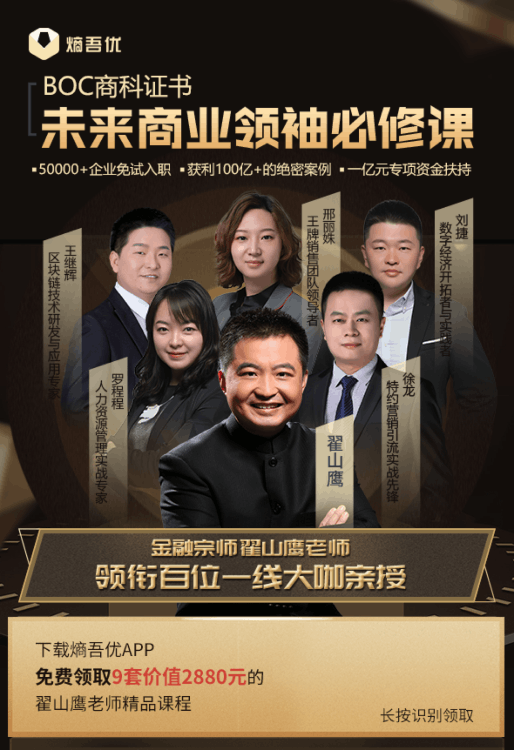 熵吾优
BOC商科证书
未来商业领袖必修课
▪50000+企业免试入职 ▪获利100亿+的绝密案例 ▪一亿元专项资金扶持
王继辉
区块链技术研发与应用专家
邢丽姝
王牌销售团队领导者
刘捷
数字经济开拓者与实践者
罗程程
人力资源管理实战专家
徐龙
特约营销引流实战先锋
翟山鹰
金融宗师翟山鹰老师
领衔百位一线大咖亲授
下载熵吾优APP
免费领取9套价值2880元的
翟山鹰老师精品课程
长按识别领取